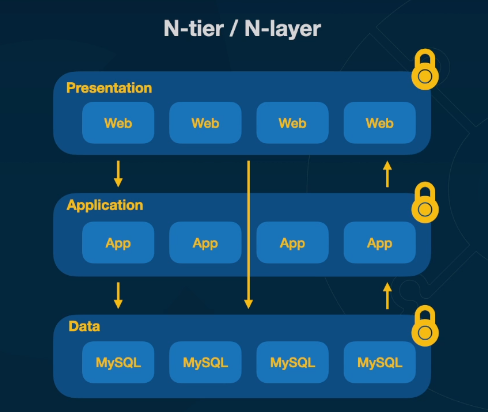 N-tier / N-layer
Presentation
Web Web Web Web
Application
App App App App
Data
MySQL MySQL MySQL MySQL